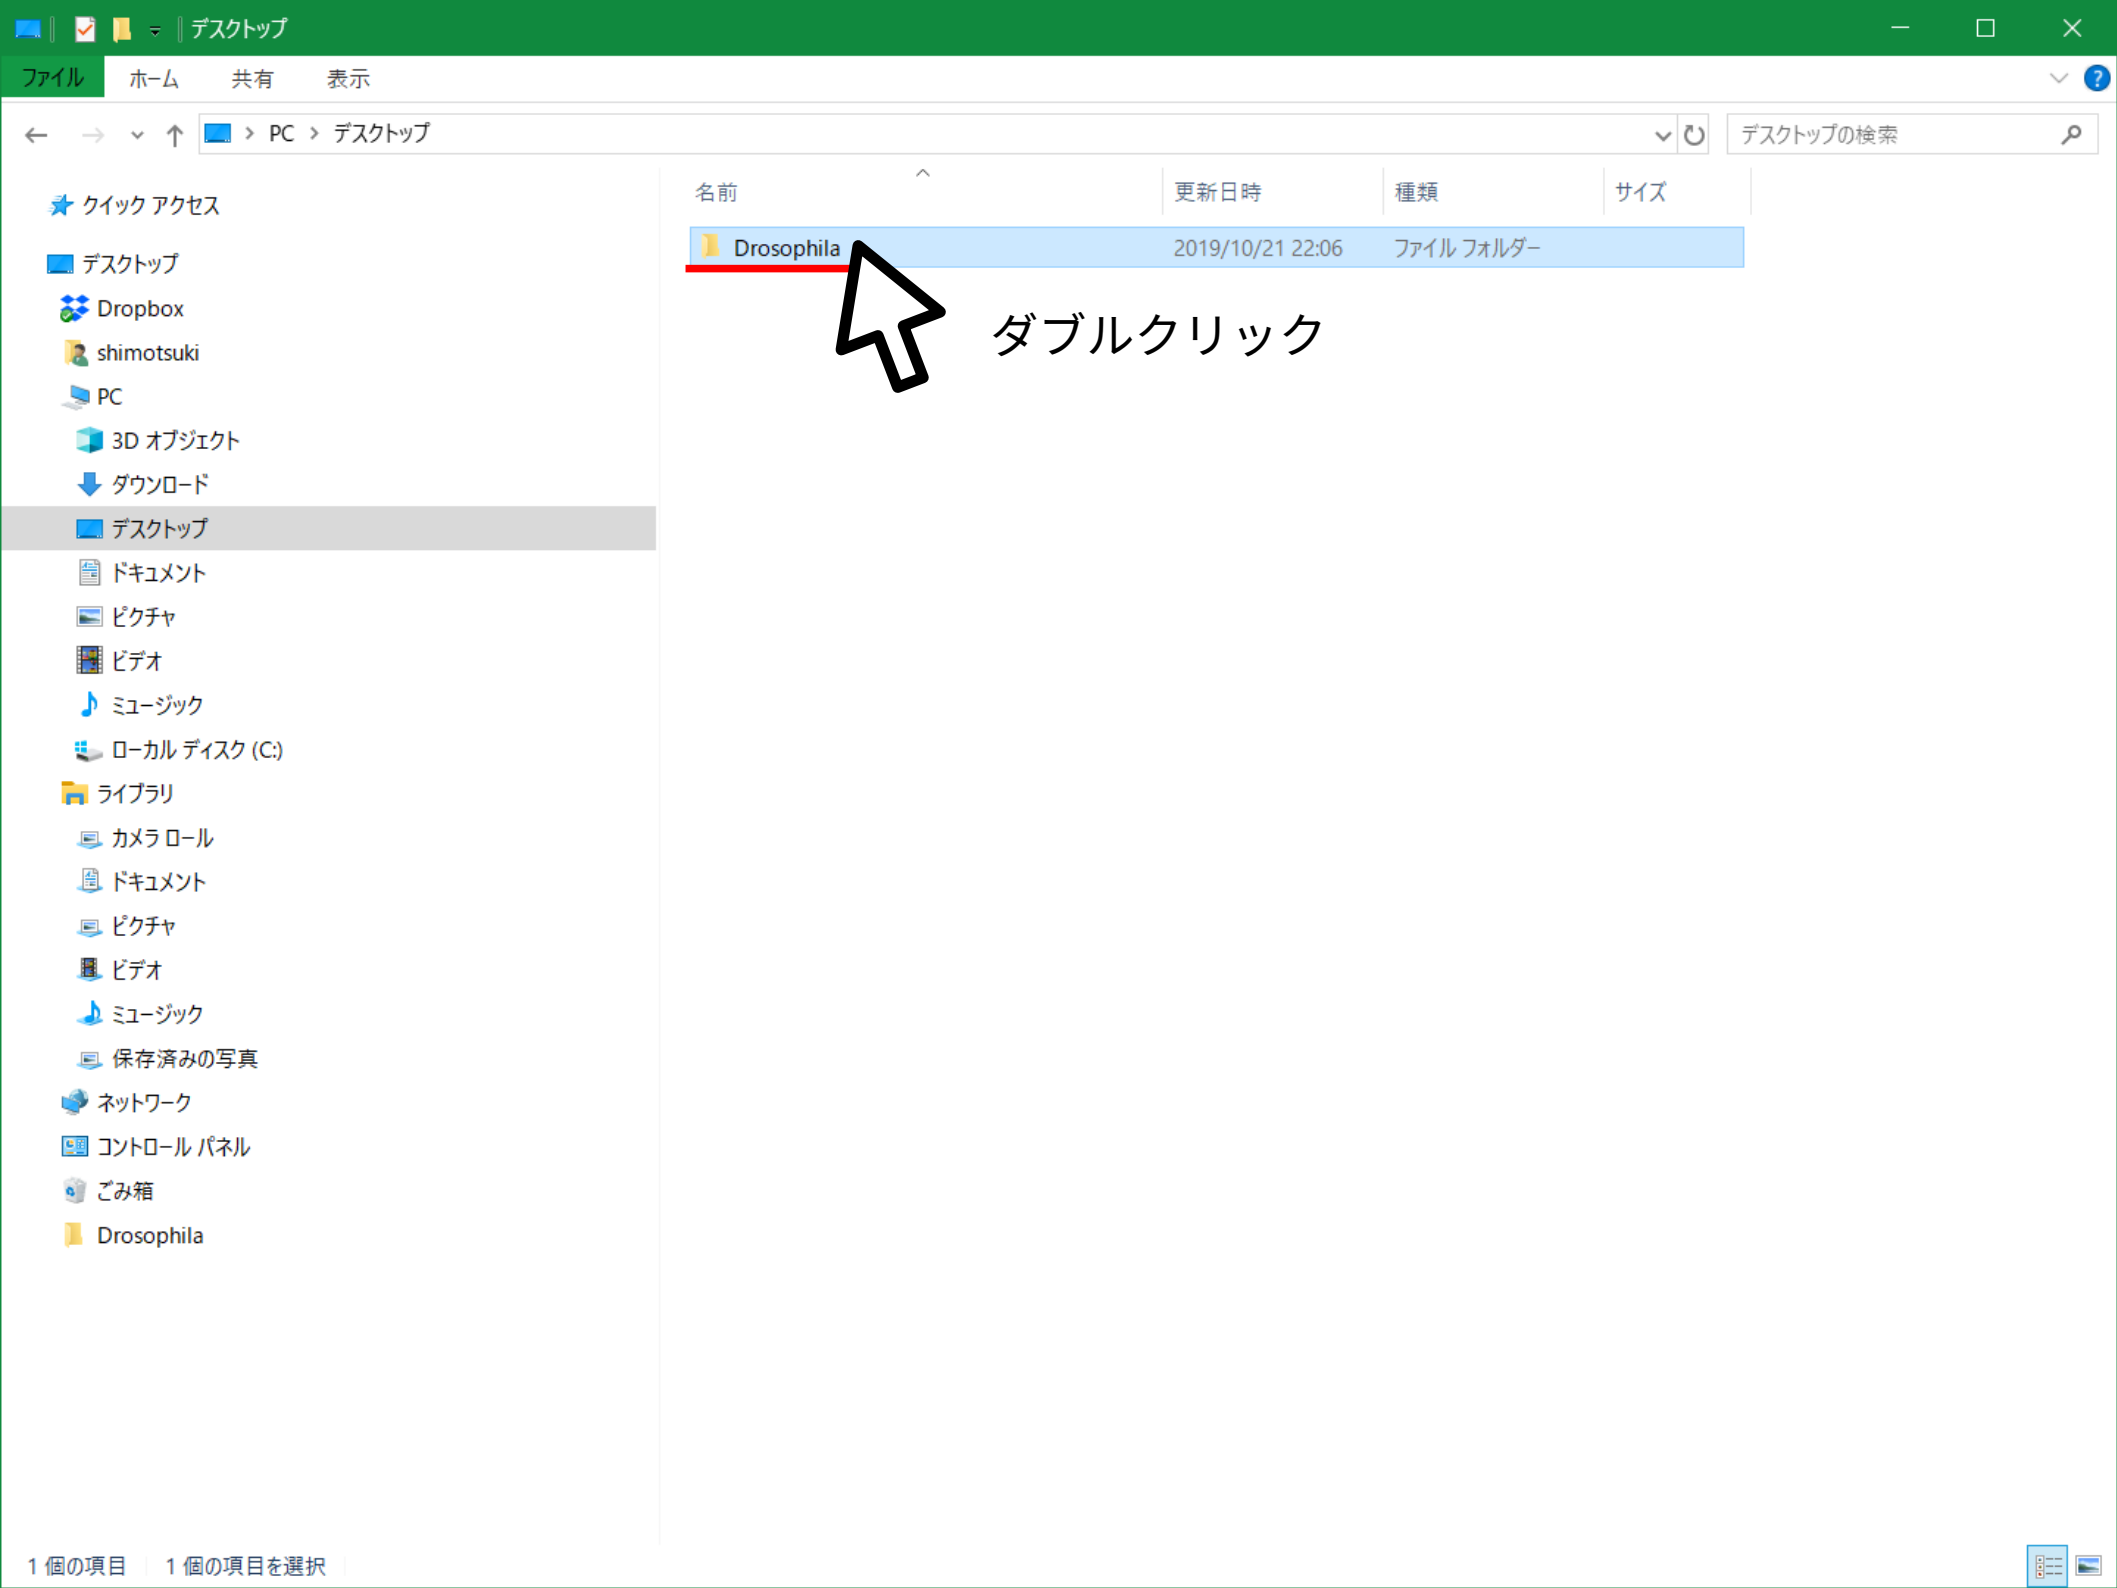 デスクトップ
ファイル ホーム 共有 表示
PC デスクトップ デスクトップの検索
名前 更新日時 種類 サイズ
Drosophila 2019/10/21 22:06 ファイル フォルダー
ダブルクリック
クイック アクセス
デスクトップ
Dropbox
shimotsuki
PC
3D オブジェクト
ダウンロード
デスクトップ
ドキュメント
ピクチャ
ビデオ
ミュージック
ローカル ディスク (C:)
ライブラリ
カメラ ロール
ドキュメント
ピクチャ
ビデオ
ミュージック
保存済みの写真
ネットワーク
コントロール パネル
ごみ箱
Drosophila
1 個の項目 1 個の項目を選択